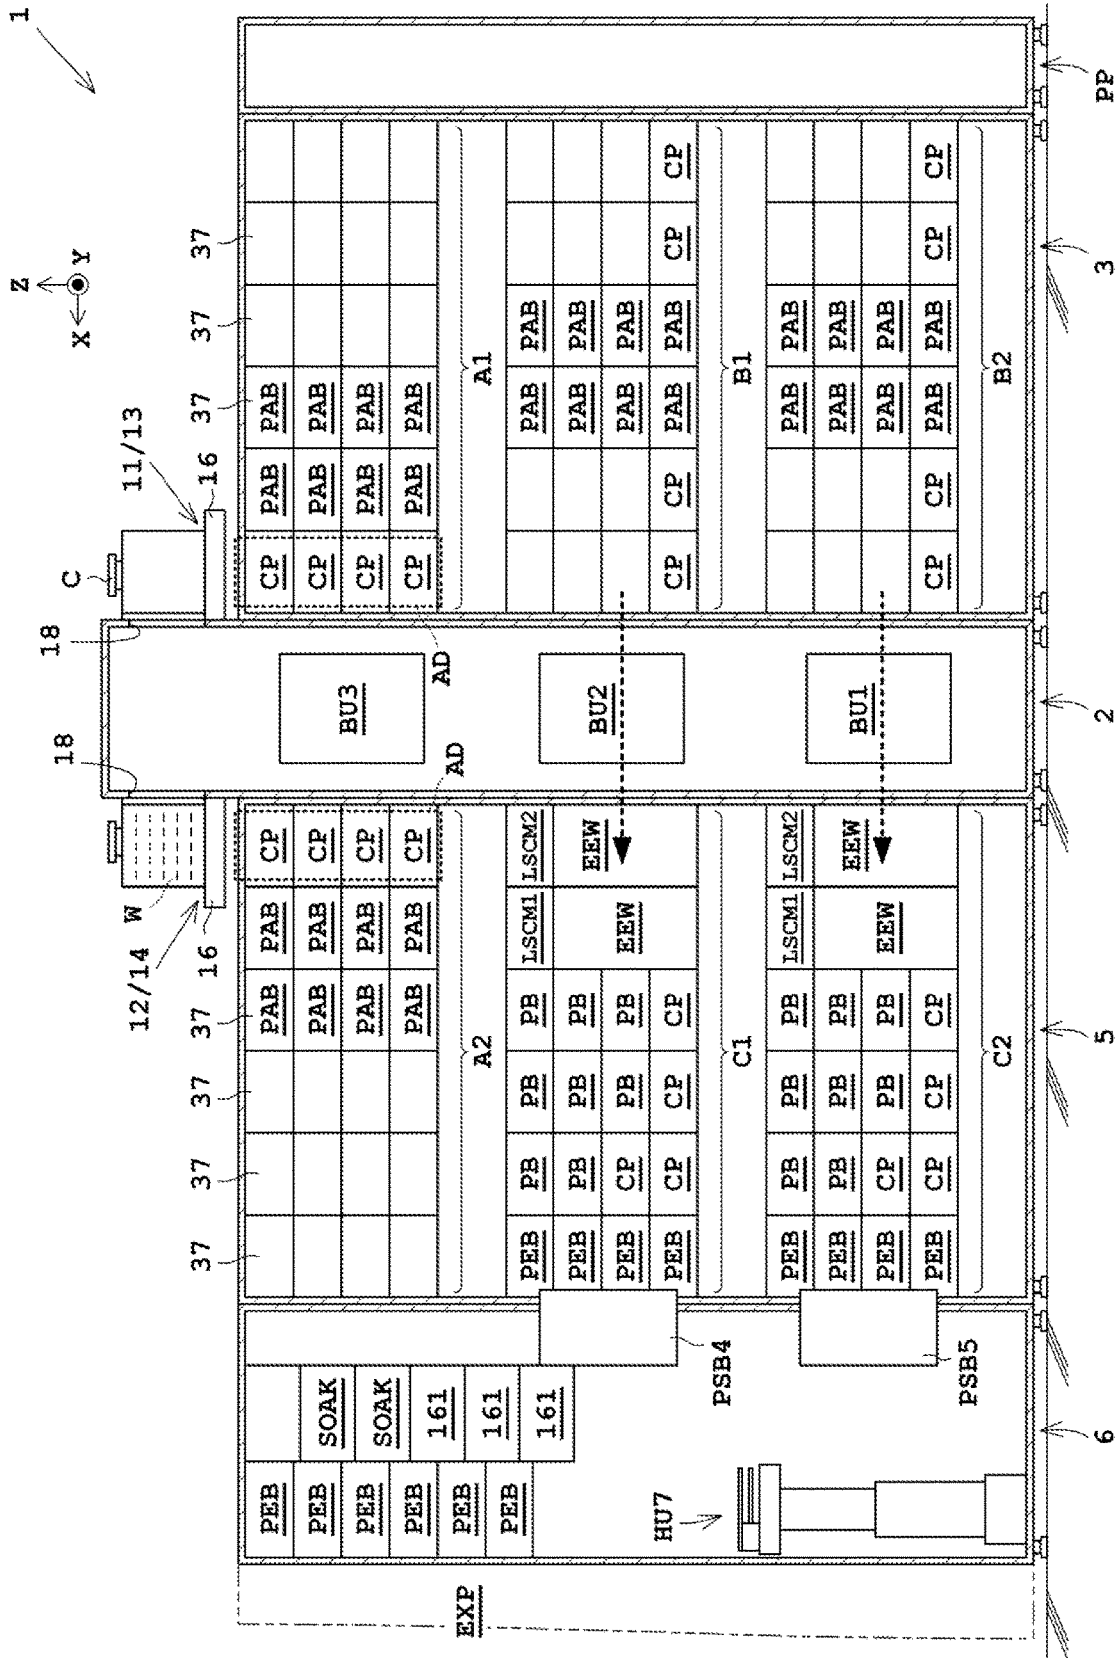 Z 1
18 18 C X Y
W 11/13
12/14
37 37 37 37 16 16 37 37 37
PEB PAB PAB CP CP PAB PAB
PEB SOAK PAB PAB CP CP PAB PAB
BU3
PEB SOAK PAB PAB CP CP PAB PAB
PEB 161 PAB PAB CP CP PAB PAB
AD AD
EXP PEB A2 A1
PEB 161
PEB PB PB PB LSCM1 LSCM2 PAB PAB
161
PEB PB PB PB EEW BU2 PAB PAB
PEB CP PB PB EEW PAB PAB
PEB CP CP CP CP CP PAB PAB CP CP
HU7 PSB4 C1 B1
PEB PB PB PB LSCM1 LSCM2 PAB PAB
PEB PB PB PB EEW BU1 PAB PAB
PEB CP PB PB EEW PAB PAB
PEB CP CP CP CP CP PAB PAB CP CP
PSB5 C2 B2
6 5 2 3 PP